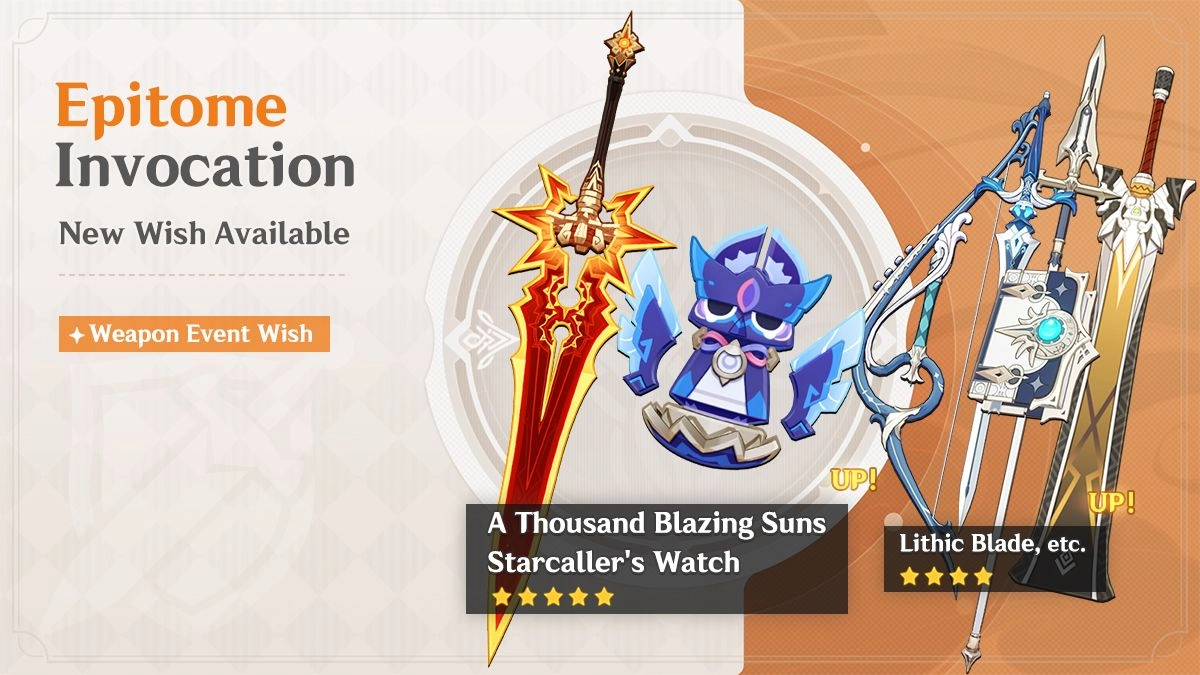 Epitome
Invocation
New Wish Available
Weapon Event Wish
UP!
A Thousand Blazing Suns
Starcaller's Watch
UP!
Lithic Blade, etc.